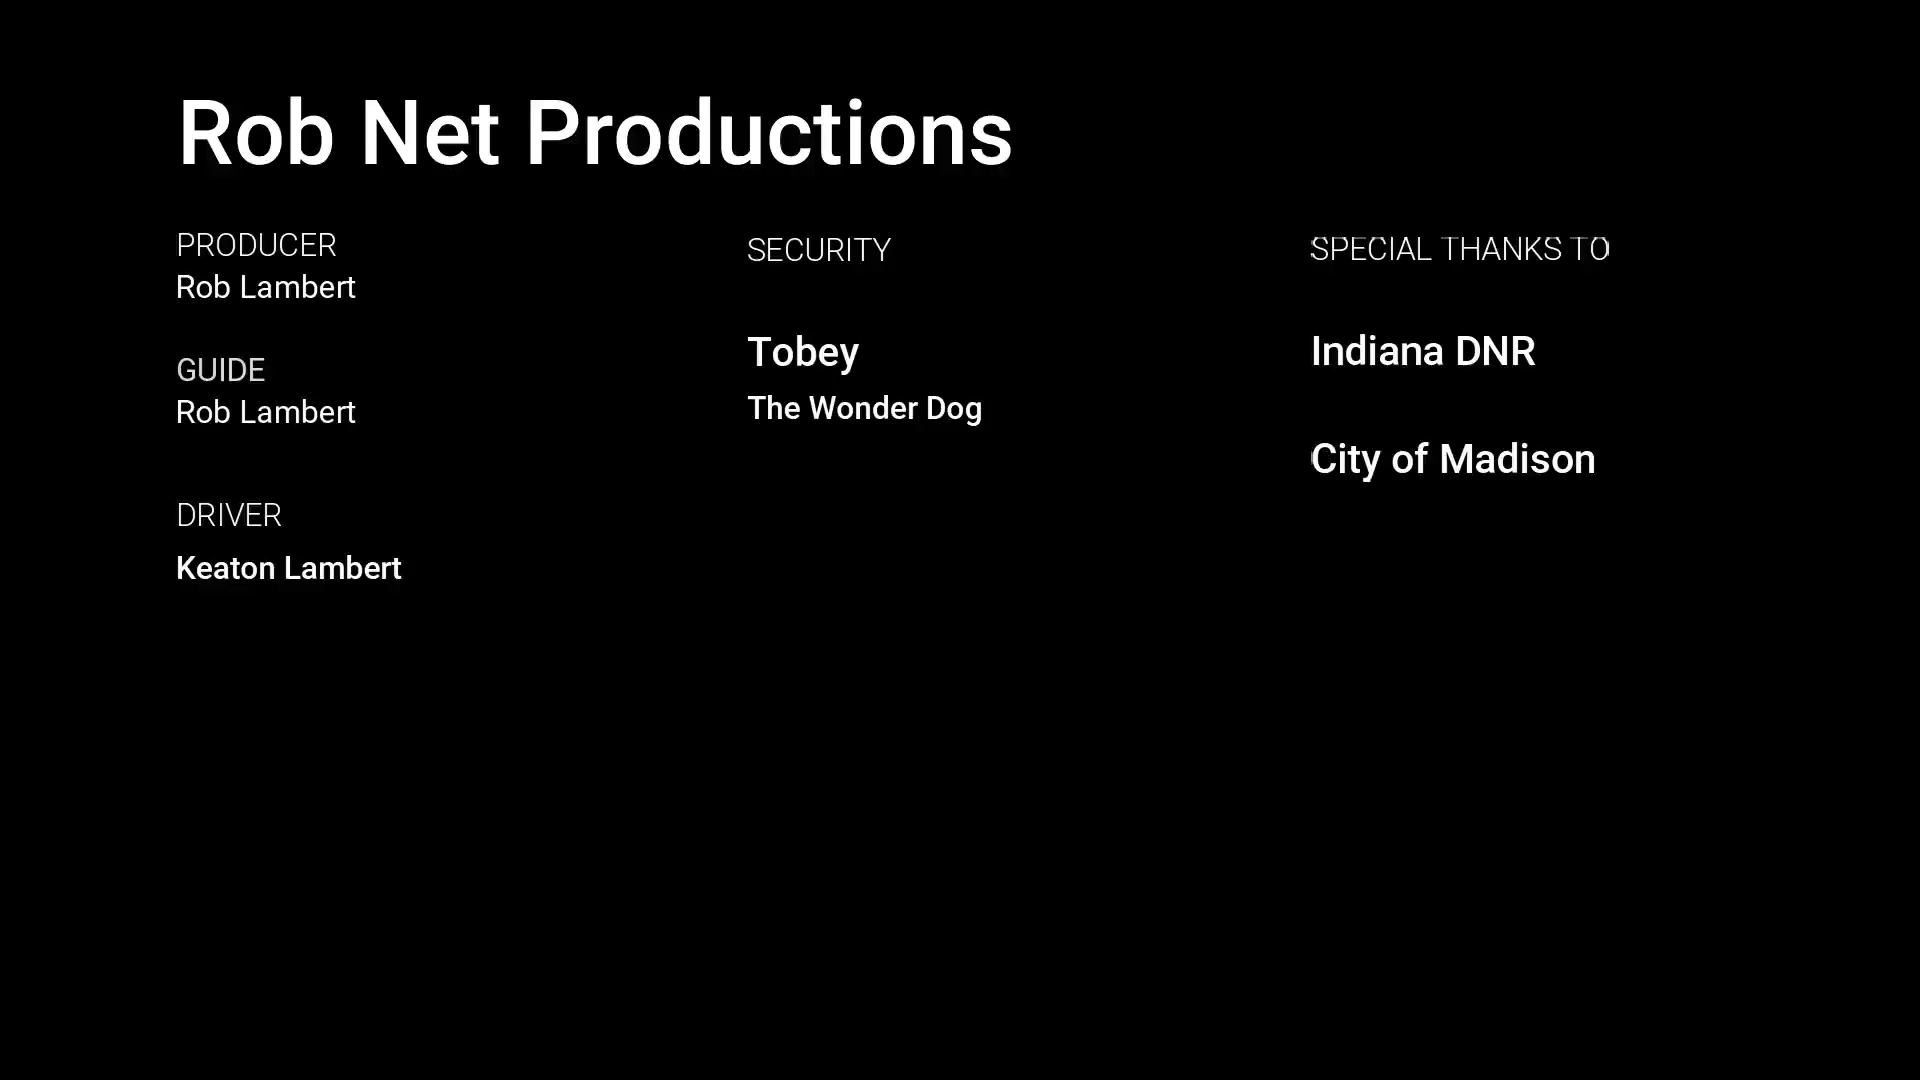 Rob Net Productions
PRODUCER
Rob Lambert
GUIDE
Rob Lambert
DRIVER
Keaton Lambert
SECURITY
Tobey
The Wonder Dog
SPECIAL THANKS TO
Indiana DNR
City of Madison